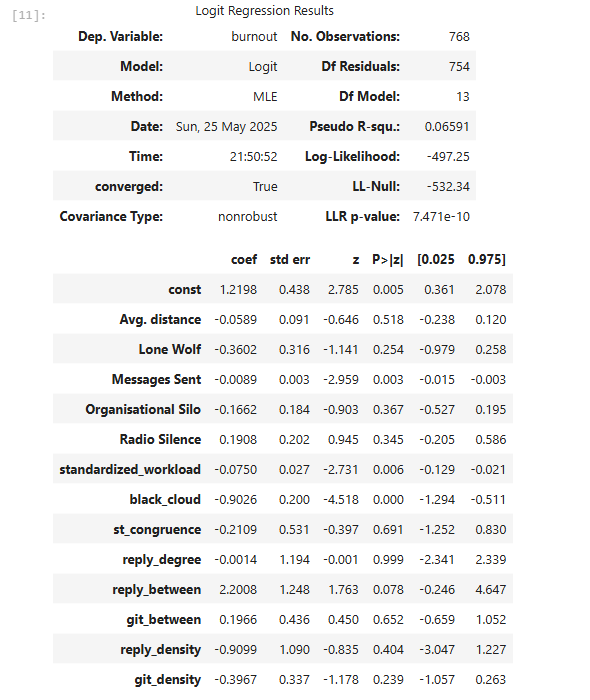 [11]:
Logit Regression Results
Dep. Variable: burnout No. Observations: 768
Model: Logit Df Residuals: 754
Method: MLE Df Model: 13
Date: Sun, 25 May 2025 Pseudo R-squ.: 0.06591
Time: 21:50:52 Log-Likelihood: -497.25
converged: True LL-Null: -532.34
Covariance Type: nonrobust LLR p-value: 7.471e-10
coef std err z P>|z| [0.025 0.975]
const 1.2198 0.438 2.785 0.005 0.361 2.078
Avg. distance -0.0589 0.091 -0.646 0.518 -0.238 0.120
Lone Wolf -0.3602 0.316 -1.141 0.254 -0.979 0.258
Messages Sent -0.0089 0.003 -2.959 0.003 -0.015 -0.003
Organisational Silo -0.1662 0.184 -0.903 0.367 -0.527 0.195
Radio Silence 0.1908 0.202 0.945 0.345 -0.205 0.586
standardized_workload -0.0750 0.027 -2.731 0.006 -0.129 -0.021
black_cloud -0.9026 0.200 -4.518 0.000 -1.294 -0.511
st_congruence -0.2109 0.531 -0.397 0.691 -1.252 0.830
reply_degree -0.0014 1.194 -0.001 0.999 -2.341 2.339
reply_between 2.2008 1.248 1.763 0.078 -0.246 4.647
git_between 0.1966 0.436 0.450 0.652 -0.659 1.052
reply_density -0.9099 1.090 -0.835 0.404 -3.047 1.227
git_density -0.3967 0.337 -1.178 0.239 -1.057 0.263